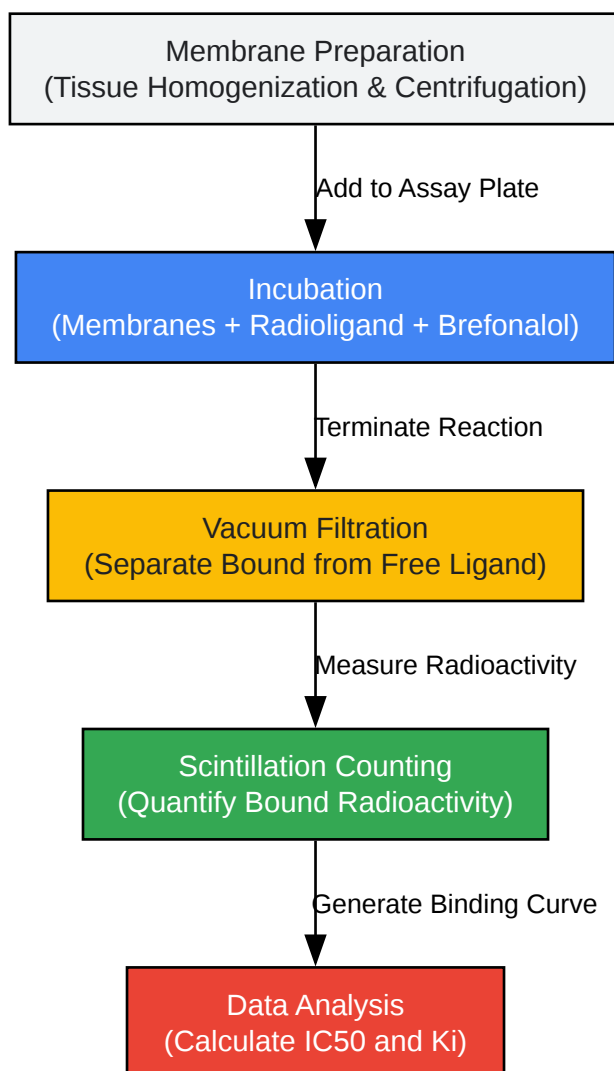 Membrane Preparation
(Tissue Homogenization & Centrifugation)
Add to Assay Plate
Incubation
(Membranes + Radioligand + Brefonalol)
Terminate Reaction
Vacuum Filtration
(Separate Bound from Free Ligand)
Measure Radioactivity
Scintillation Counting
(Quantify Bound Radioactivity)
Generate Binding Curve
Data Analysis
(Calculate IC50 and Ki)